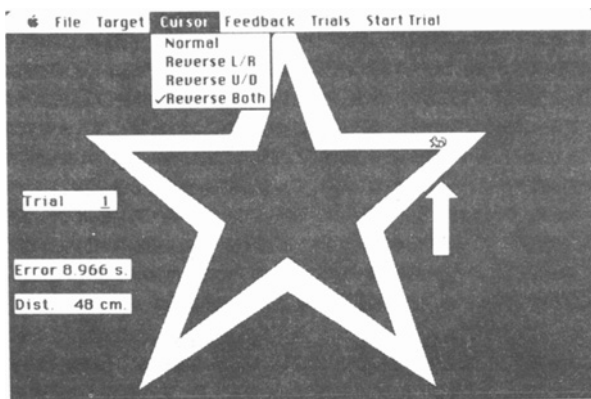 File Target Cursor Feedback Trials Start Trial
Normal
Reverse L/R
Reverse U/D
✓Reverse Both
Trial 1
Error 8.966 s.
Dist. 48 cm.